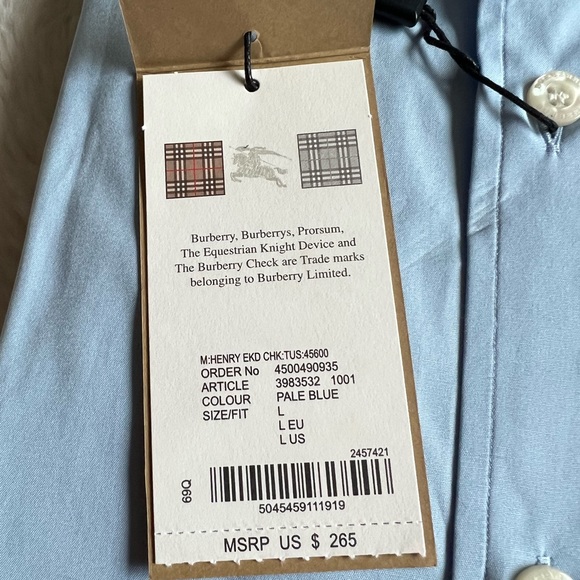 Burberry, Burberrys, Prorsum,
The Equestrian Knight Device and
The Burberry Check are Trade marks
belonging to Burberry Limited.
M:HENRY EKD CHK:TUS:45600
ORDER No 4500490935
ARTICLE 3983532 1001
COLOUR PALE BLUE
SIZE/FIT L
L EU
L US
2457421
69Q
5045459111919
MSRP US $ 265